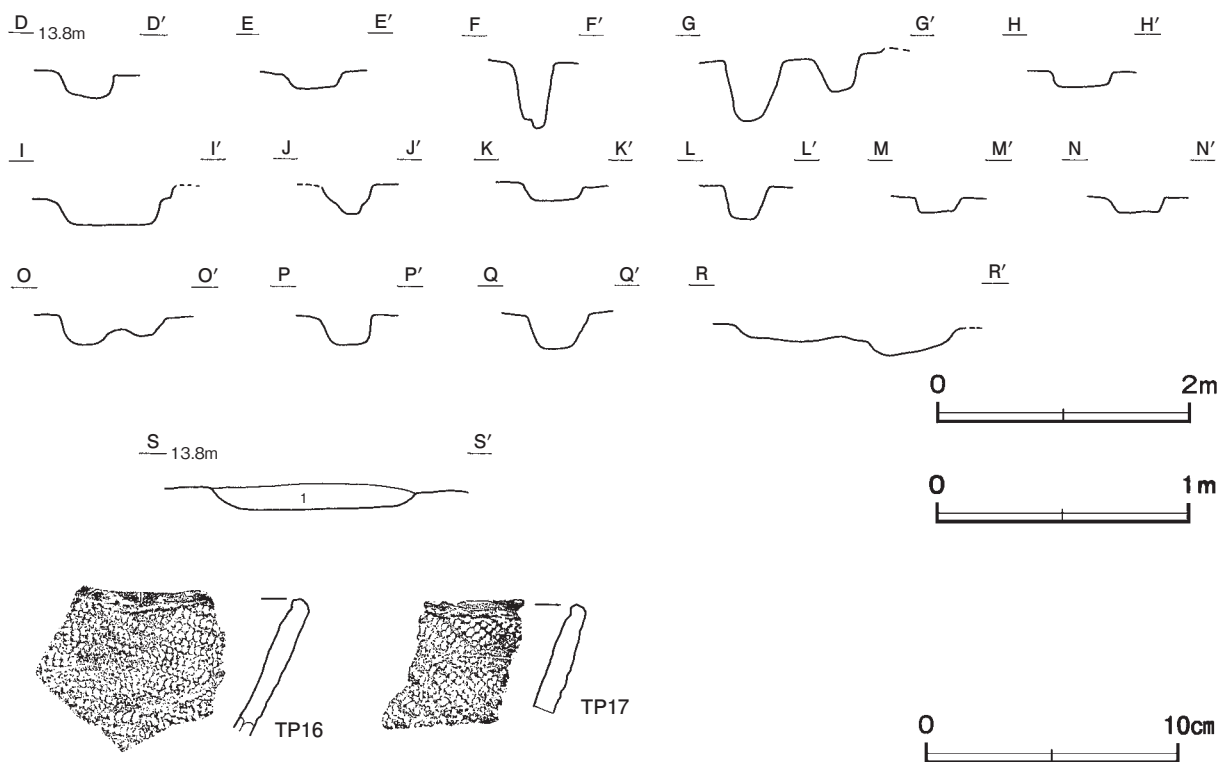 D 13.8m D′ E E′ F F′ G G′ H H′
I I′ J J′ K K′ L L′ M M′ N N′
O O′ P P′ Q Q′ R R′
0 2m
S 13.8m S′
1
0 1m
TP16 TP17
0 10cm